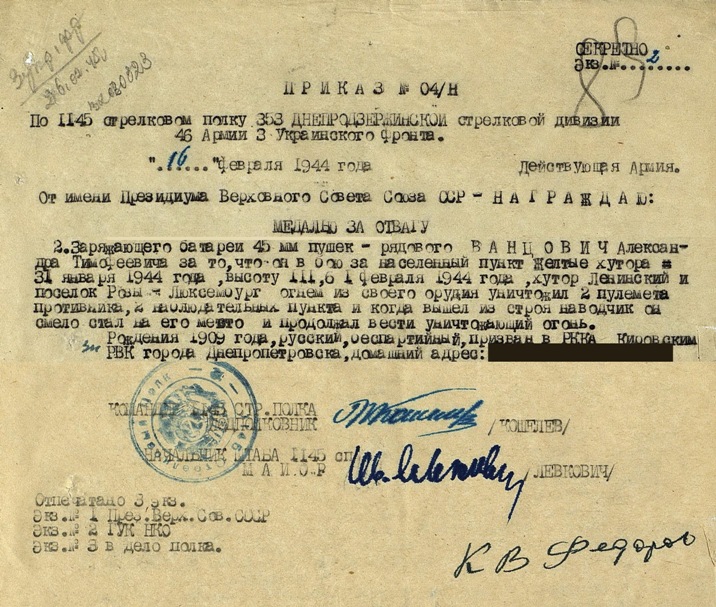 СЕКРЕТНО
Экз.№ 2
ПРИКАЗ № 04/Н
По 1145 стрелковом полку 353 ДНЕПРОДЗЕРЖИНСКОЙ стрелковой дивизии
46 Армии 3 Украинского фронта.
"16" февраля 1944 года Действующая Армия.
От имени Президиума Верховного Совета Союза ССР - НАГРАЖДАЮ:
МЕДАЛЬЮ ЗА ОТВАГУ
2. Заряжающего батареи 45 мм пушек - рядового ВАНЦОВИЧ Алексан-
дра Тимофеевича за то, что он в бою за населенный пункт Желтые хутора
31 января 1944 года ,высоту 111,6 1 февраля 1944 года ,хутор Ленинский и
поселок Розы - Люксембург огнем из своего орудия уничтожил 2 пулемета
противника, 2 наблюдательных пункта и когда вышел из строя наводчик он
смело стал на его место и продолжал вести уничтожающий огонь.
Рождения 1909 года, русский, беспартийный, призван в РККА Кировским
РВК города Днепропетровска, домашний адрес:
КОМАНДИР 1145 СТР.ПОЛКА
ПОДПОЛКОВНИК /КОШЕЛЕВ/
НАЧАЛЬНИК ШТАБА 1145 сп
МАЙОР /ЛЕВКОВИЧ/
Отпечатано 3 экз.
Экз.№ 1 През.Верх.Сов.СССР
Экз.№ 2 ГУК НКО
Экз.№ 3 в дело полка.
К В Федоров